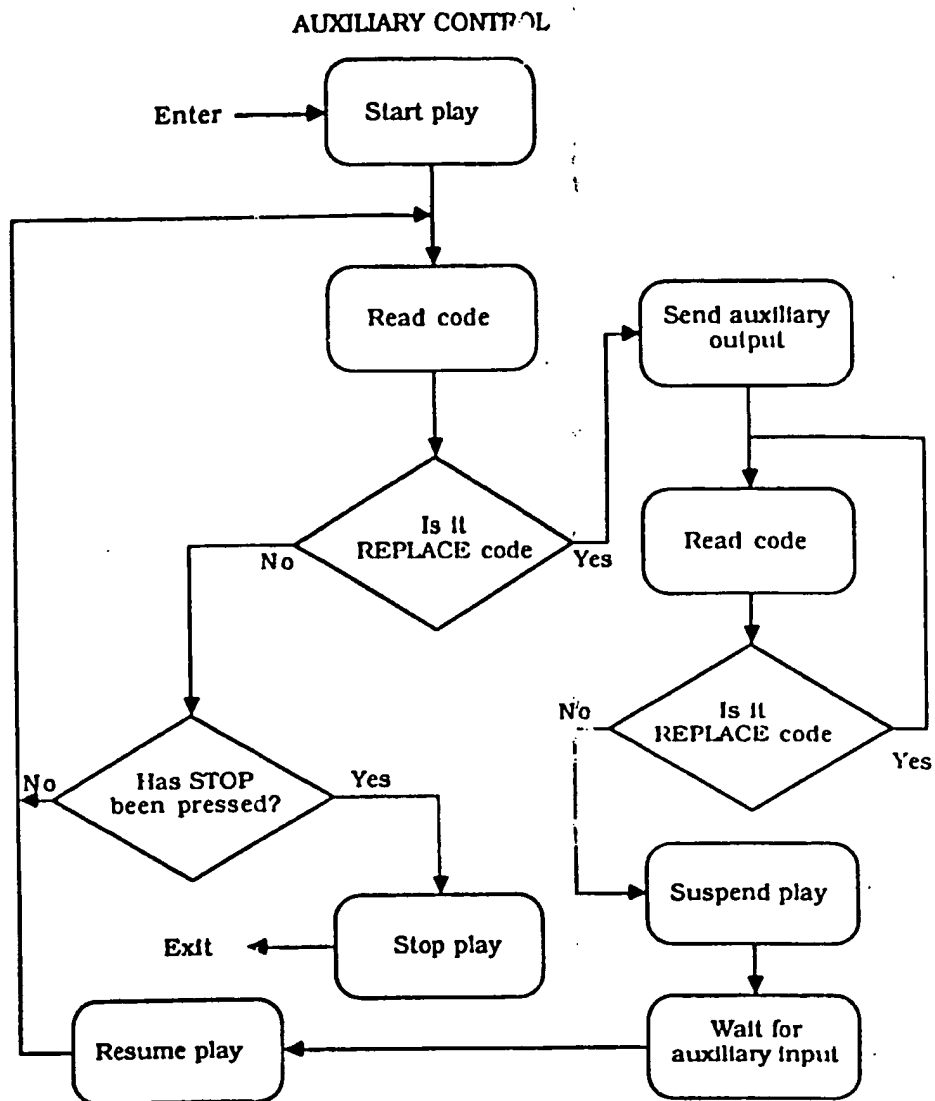 AUXILIARY CONTROL
Enter
Start play
Read code
Send auxiliary
output
Is it
REPLACE code
No
Yes
Read code
Is it
REPLACE code
No
Yes
Has STOP
been pressed?
No
Yes
Suspend play
Exit
Stop play
Resume play
Wait for
auxiliary input